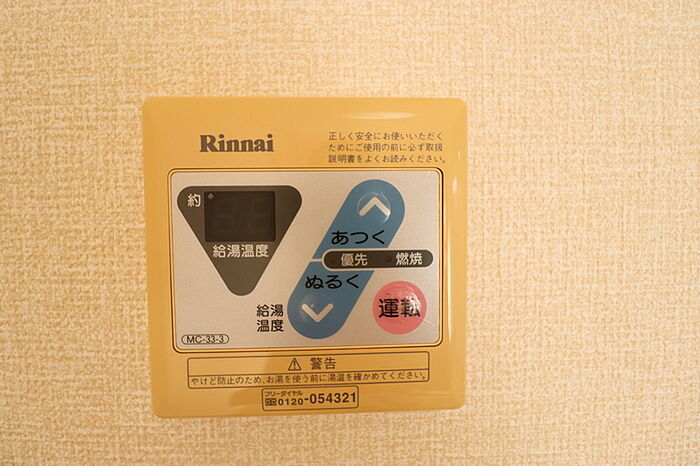 Rinnai
正しく安全にお使いいただく
ためにご使用の前に必ず取扱
説明書をよくお読みください。
約
給湯温度
あつく
優先 燃焼
ぬるく
給湯
温度
運転
MC-33-3
⚠ 警告
やけど防止のため、お湯を使う前に湯温を確かめてください。
フリーダイヤル
0120-054321